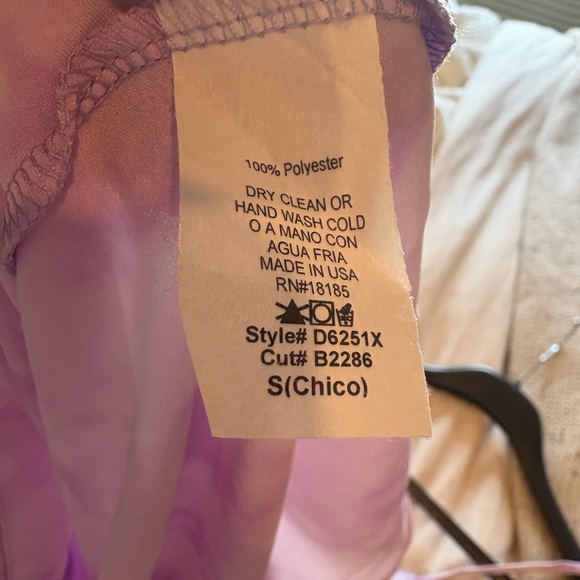 100% Polyester
DRY CLEAN OR
HAND WASH COLD
O A MANO CON
AGUA FRIA
MADE IN USA
RN#18185
Style# D6251X
Cut# B2286
S(Chico)